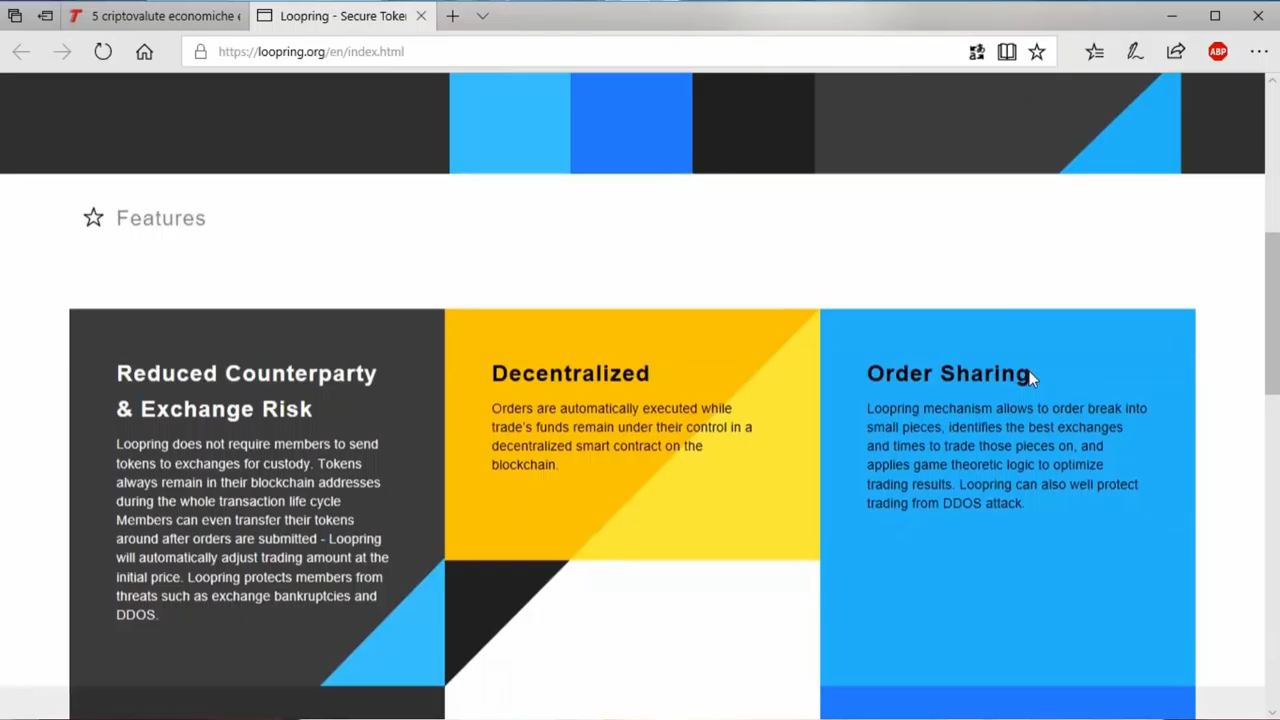 5 criptovalute economiche e
Loopring - Secure Toke
https://loopring.org/en/index.html
ABP
Features
Reduced Counterparty
& Exchange Risk
Loopring does not require members to send
tokens to exchanges for custody. Tokens
always remain in their blockchain addresses
during the whole transaction life cycle
Members can even transfer their tokens
around after orders are submitted - Loopring
will automatically adjust trading amount at the
initial price. Loopring protects members from
threats such as exchange bankruptcies and
DDOS.
Decentralized
Orders are automatically executed while
trade's funds remain under their control in a
decentralized smart contract on the
blockchain.
Order Sharing
Loopring mechanism allows to order break into
small pieces, identifies the best exchanges
and times to trade those pieces on, and
applies game theoretic logic to optimize
trading results. Loopring can also well protect
trading from DDOS attack.